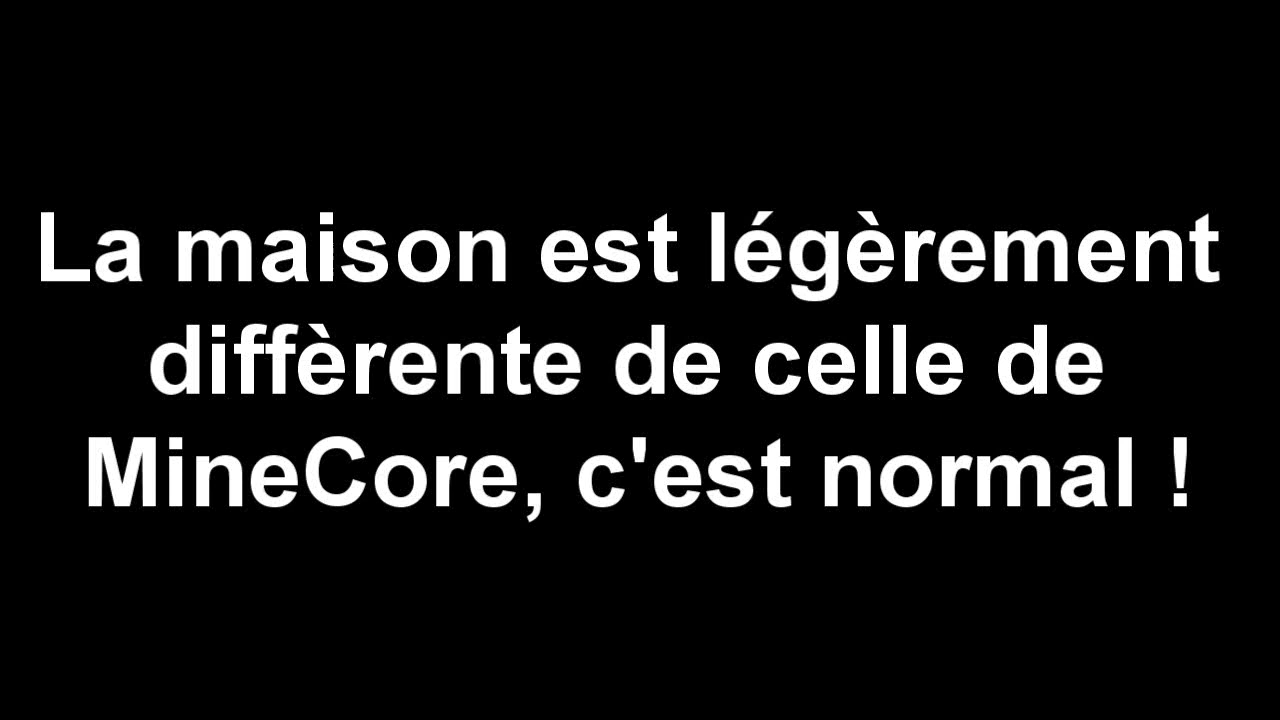 La maison est légèrement
diffèrente de celle de
MineCore, c'est normal !